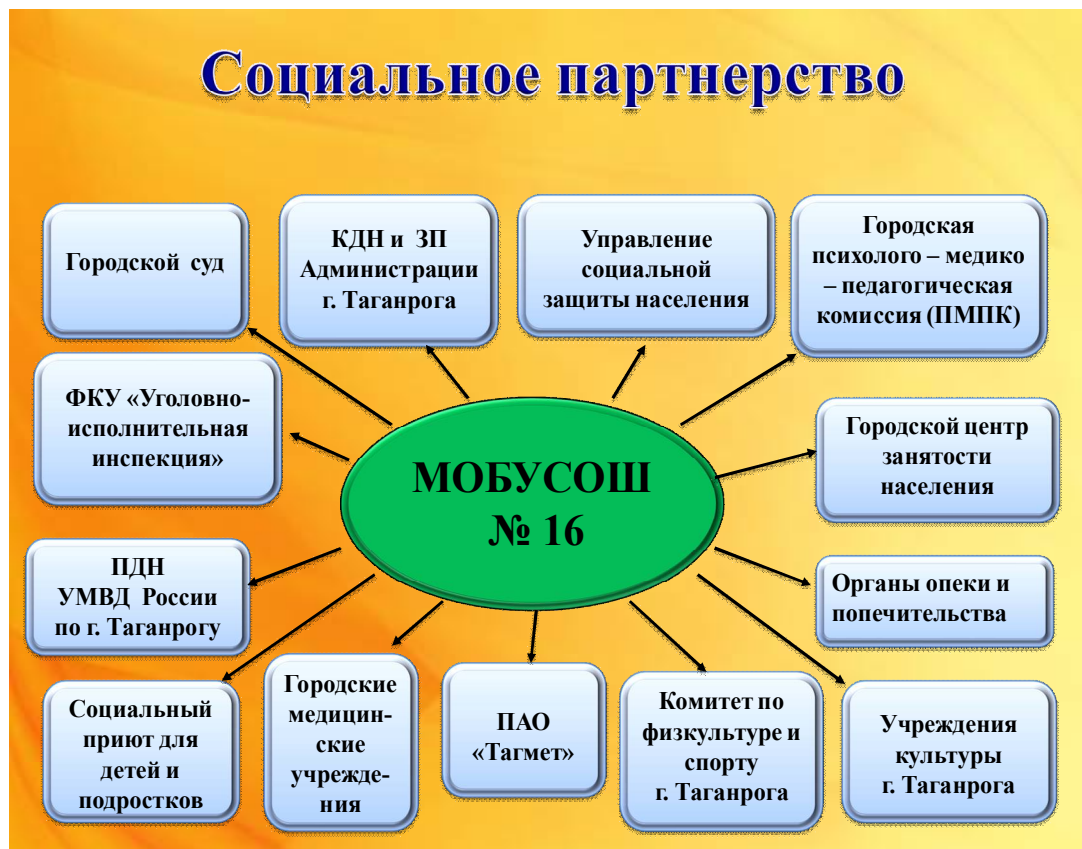 Социальное партнерство
Городской суд
КДН и ЗП
Администрации
г. Таганрога
Управление
социальной
защиты населения
Городская
психолого – медико
– педагогическая
комиссия (ПМПК)
ФКУ «Уголовно-
исполнительная
инспекция»
МОБУСОШ
№ 16
Городской центр
занятости
населения
ПДН
УМВД России
по г. Таганрогу
Органы опеки и
попечительства
Социальный
приют для
детей и
подростков
Городские
медицин-
ские
учрежде-
ния
ПАО
«Тагмет»
Комитет по
физкультуре и
спорту
г. Таганрога
Учреждения
культуры
г. Таганрога